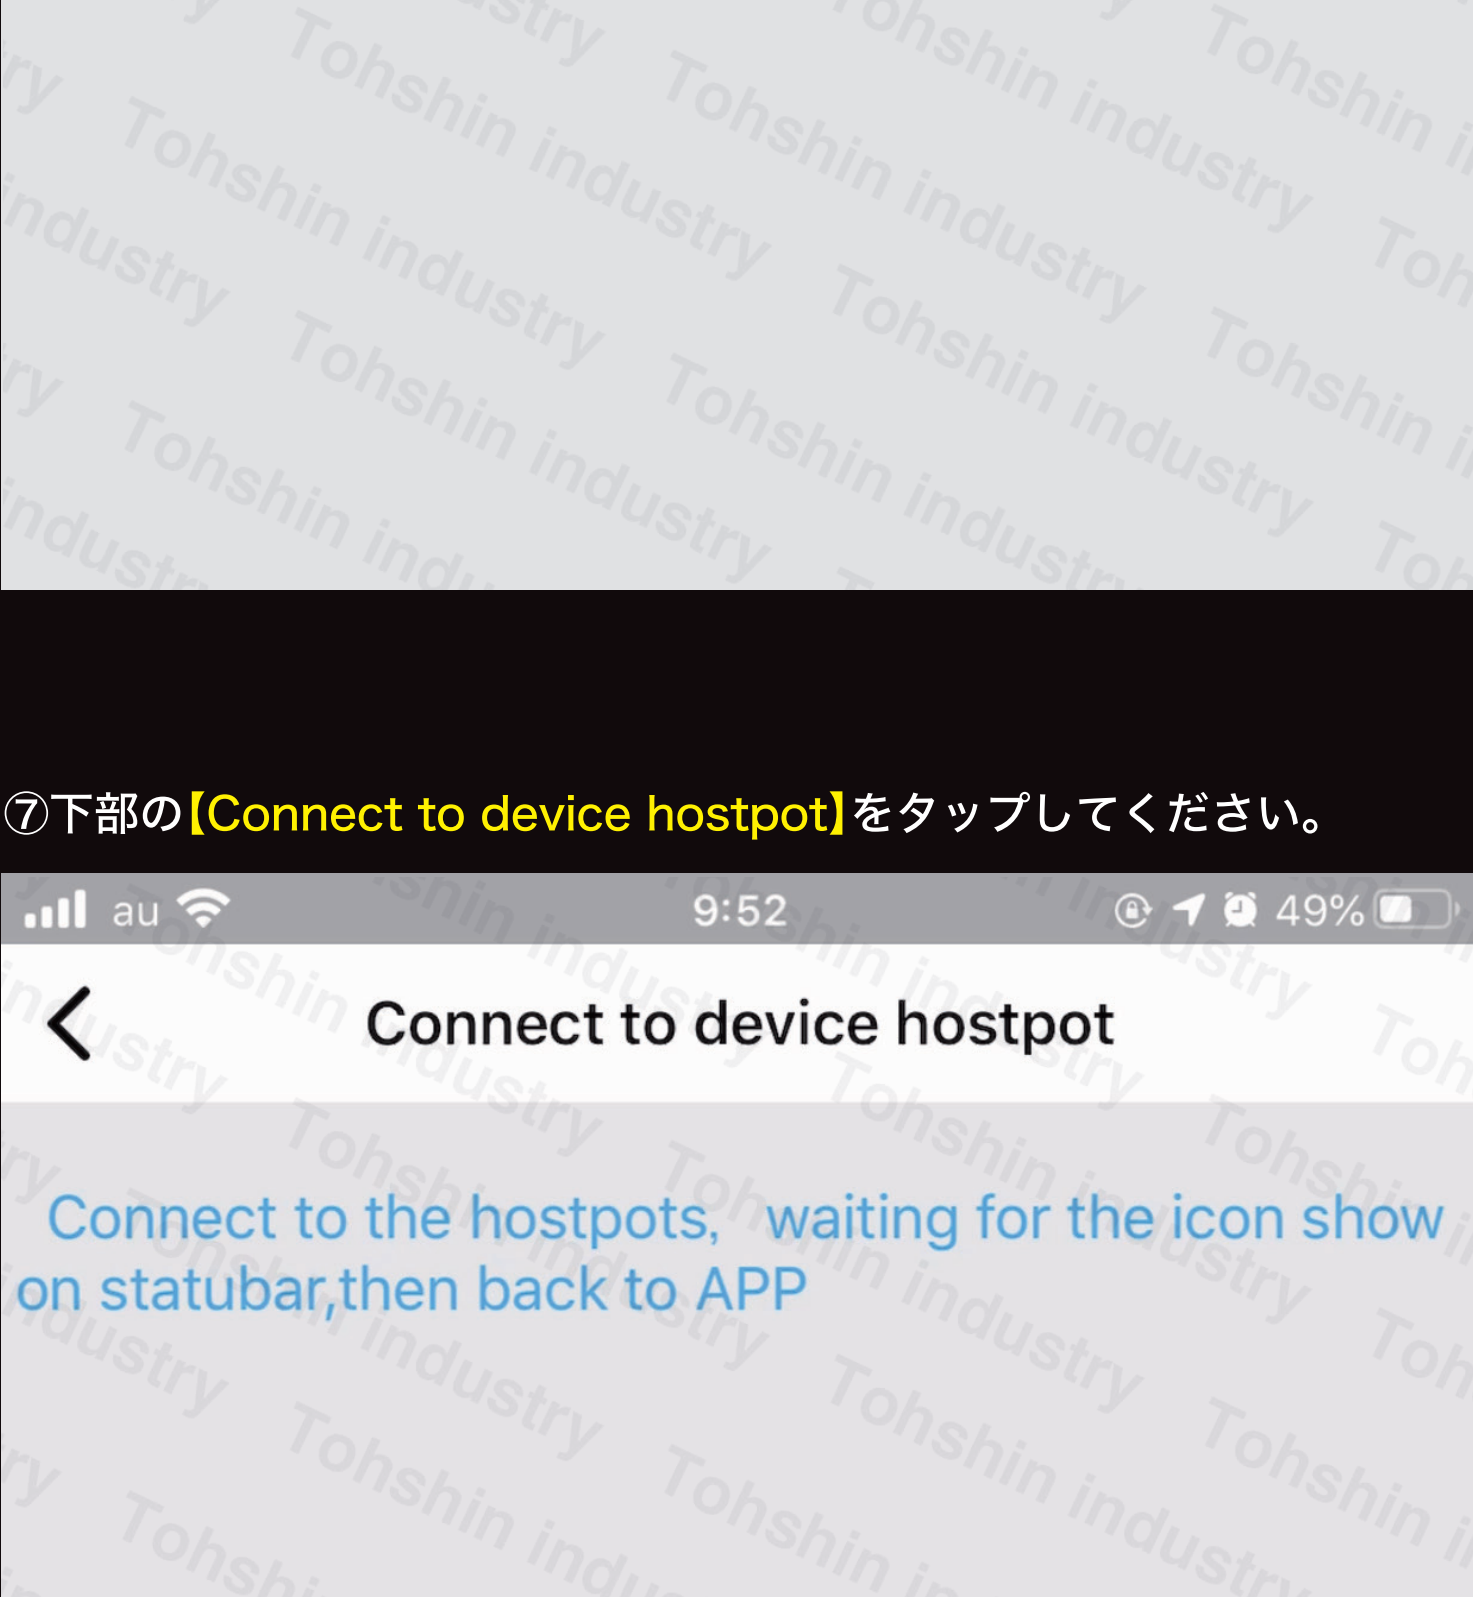 Tohshin industry
⑦下部の【Connect to device hostpot】をタップしてください。
au 9:52 49%
Connect to device hostpot
Connect to the hostpots, waiting for the icon show
on statubar,then back to APP